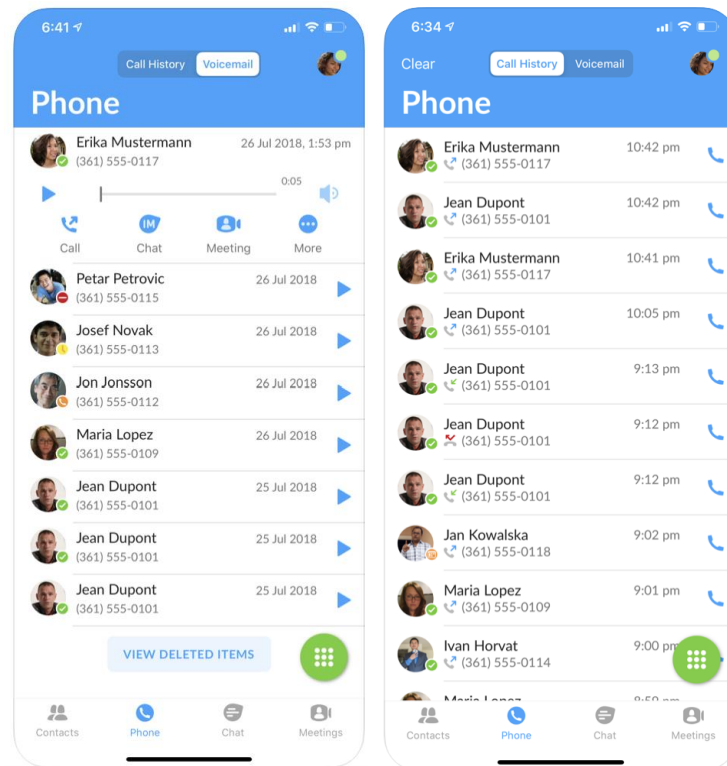 6:41
Call History Voicemail
Phone
Erika Mustermann 26 Jul 2018, 1:53 pm
(361) 555-0117
0:05
IM
Call Chat Meeting More
Petar Petrovic 26 Jul 2018
(361) 555-0115
Josef Novak 26 Jul 2018
(361) 555-0113
Jon Jonsson 26 Jul 2018
(361) 555-0112
Maria Lopez 26 Jul 2018
(361) 555-0109
Jean Dupont 25 Jul 2018
(361) 555-0101
Jean Dupont 25 Jul 2018
(361) 555-0101
Jean Dupont 25 Jul 2018
(361) 555-0101
VIEW DELETED ITEMS
Contacts Phone Chat Meetings
6:34
Clear Call History Voicemail
Phone
Erika Mustermann 10:42 pm
(361) 555-0117
Jean Dupont 10:42 pm
(361) 555-0101
Erika Mustermann 10:41 pm
(361) 555-0117
Jean Dupont 10:05 pm
(361) 555-0101
Jean Dupont 9:13 pm
(361) 555-0101
Jean Dupont 9:12 pm
(361) 555-0101
Jean Dupont 9:12 pm
(361) 555-0101
Jan Kowalska 9:02 pm
(361) 555-0118
Maria Lopez 9:01 pm
(361) 555-0109
Ivan Horvat 9:00 pm
(361) 555-0114
Maria Lopez
Contacts Phone Chat Meetings